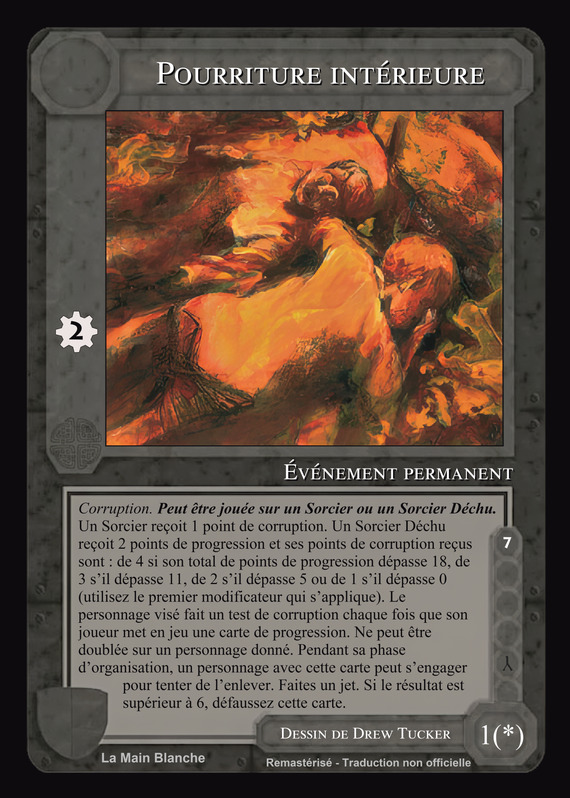 Pourriture intérieure
2
Événement permanent
Corruption. Peut être jouée sur un Sorcier ou un Sorcier Déchu.
Un Sorcier reçoit 1 point de corruption. Un Sorcier Déchu
reçoit 2 points de progression et ses points de corruption reçus
sont : de 4 si son total de points de progression dépasse 18, de
3 s’il dépasse 11, de 2 s’il dépasse 5 ou de 1 s’il dépasse 0
(utilisez le premier modificateur qui s’applique). Le
personnage visé fait un test de corruption chaque fois que son
joueur met en jeu une carte de progression. Ne peut être
doublée sur un personnage donné. Pendant sa phase
d’organisation, un personnage avec cette carte peut s’engager
pour tenter de l’enlever. Faites un jet. Si le résultat est
supérieur à 6, défaussez cette carte.
7
Dessin de Drew Tucker
1(*)
La Main Blanche
Remastérisé - Traduction non officielle